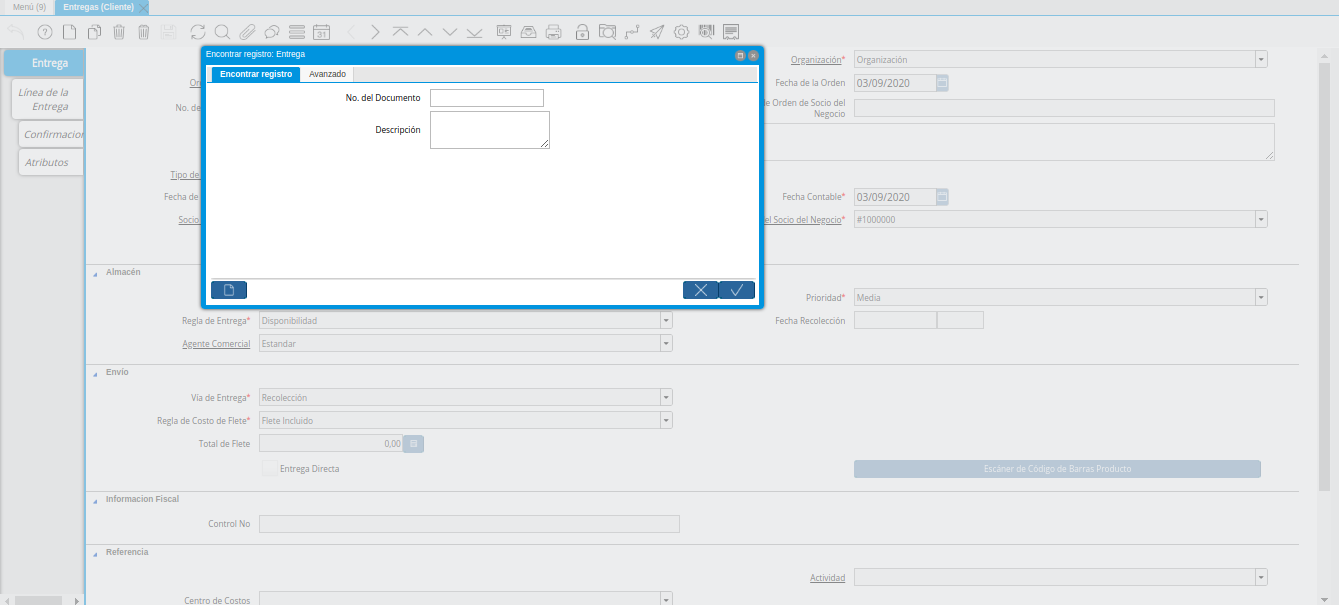 Menú (9)
Entregas (Cliente)
31
Encontrar registro: Entrega
Encontrar registro
Avanzado
No. del Documento
Descripción
Entrega
Línea de la
Entrega
Confirmacion
Atributos
Or
No. de
Tipo de
Fecha de
Socio
Organización*
Organización
Fecha de la Orden
03/09/2020
e Orden de Socio del
Negocio
Fecha Contable*
03/09/2020
el Socio del Negocio*
#1000000
Almacén
Prioridad*
Media
Regla de Entrega*
Disponibilidad
Fecha Recolección
Agente Comercial
Estandar
Envío
Vía de Entrega*
Recolección
Regla de Costo de Flete*
Flete Incluido
Total de Flete
0,00
Entrega Directa
Escáner de Código de Barras Producto
Informacion Fiscal
Control No
Referencia
Actividad
Centro de Costos